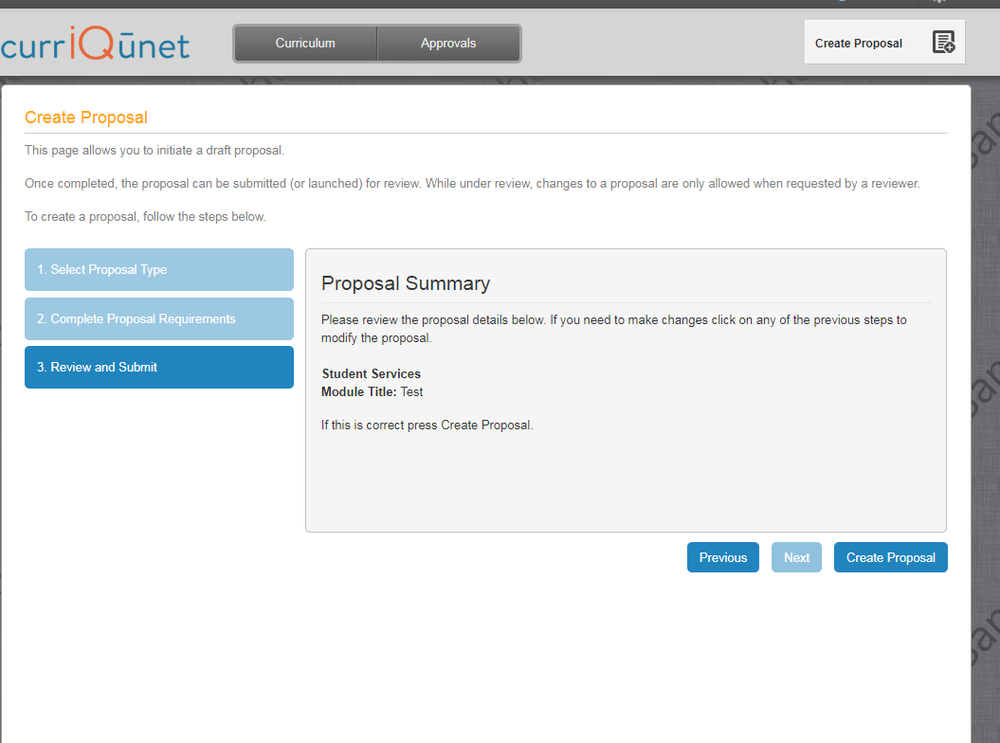 curriQūnet
Curriculum
Approvals
Create Proposal
Create Proposal
This page allows you to initiate a draft proposal.
Once completed, the proposal can be submitted (or launched) for review. While under review, changes to a proposal are only allowed when requested by a reviewer.
To create a proposal, follow the steps below.
1. Select Proposal Type
2. Complete Proposal Requirements
3. Review and Submit
Proposal Summary
Please review the proposal details below. If you need to make changes click on any of the previous steps to
modify the proposal.
Student Services
Module Title: Test
If this is correct press Create Proposal.
Previous
Next
Create Proposal